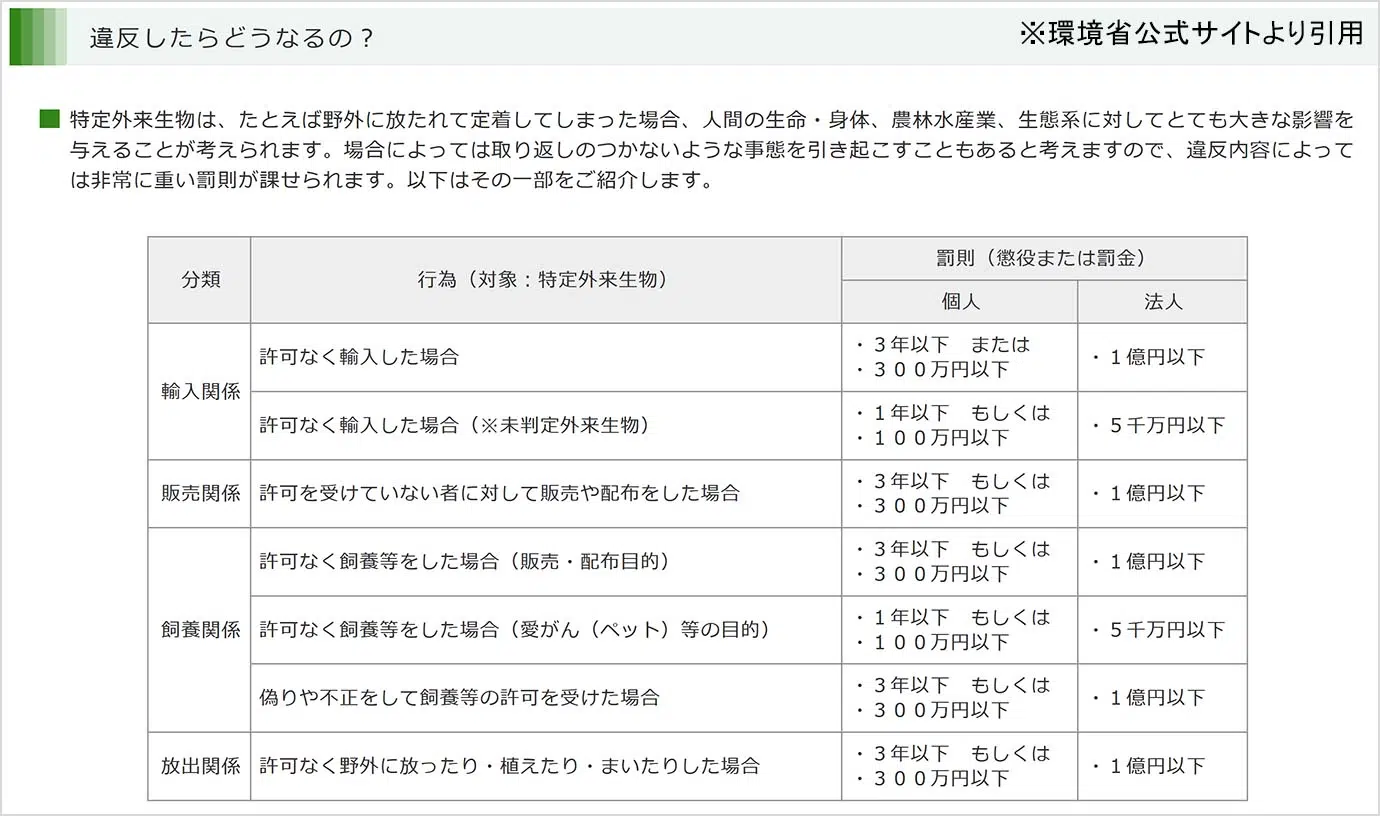 違反したらどうなるの？
※環境省公式サイトより引用
■ 特定外来生物は、たとえば野外に放たれて定着してしまった場合、人間の生命・身体、農林水産業、生態系に対してとても大きな影響を
与えることが考えられます。場合によっては取り返しのつかないような事態を引き起こすこともあると考えますので、違反内容によって
は非常に重い罰則が課せられます。以下はその一部をご紹介します。
分類
行為（対象：特定外来生物）
罰則（懲役または罰金）
個人
法人
輸入関係
許可なく輸入した場合
・３年以下　または
・３００万円以下
・１億円以下
許可なく輸入した場合（※未判定外来生物）
・１年以下　もしくは
・１００万円以下
・５千万円以下
販売関係
許可を受けていない者に対して販売や配布をした場合
・３年以下　もしくは
・３００万円以下
・１億円以下
飼養関係
許可なく飼養等をした場合（販売・配布目的）
・３年以下　もしくは
・３００万円以下
・１億円以下
許可なく飼養等をした場合（愛がん（ペット）等の目的）
・１年以下　もしくは
・１００万円以下
・５千万円以下
偽りや不正をして飼養等の許可を受けた場合
・３年以下　もしくは
・３００万円以下
・１億円以下
放出関係
許可なく野外に放ったり・植えたり・まいたりした場合
・３年以下　もしくは
・３００万円以下
・１億円以下